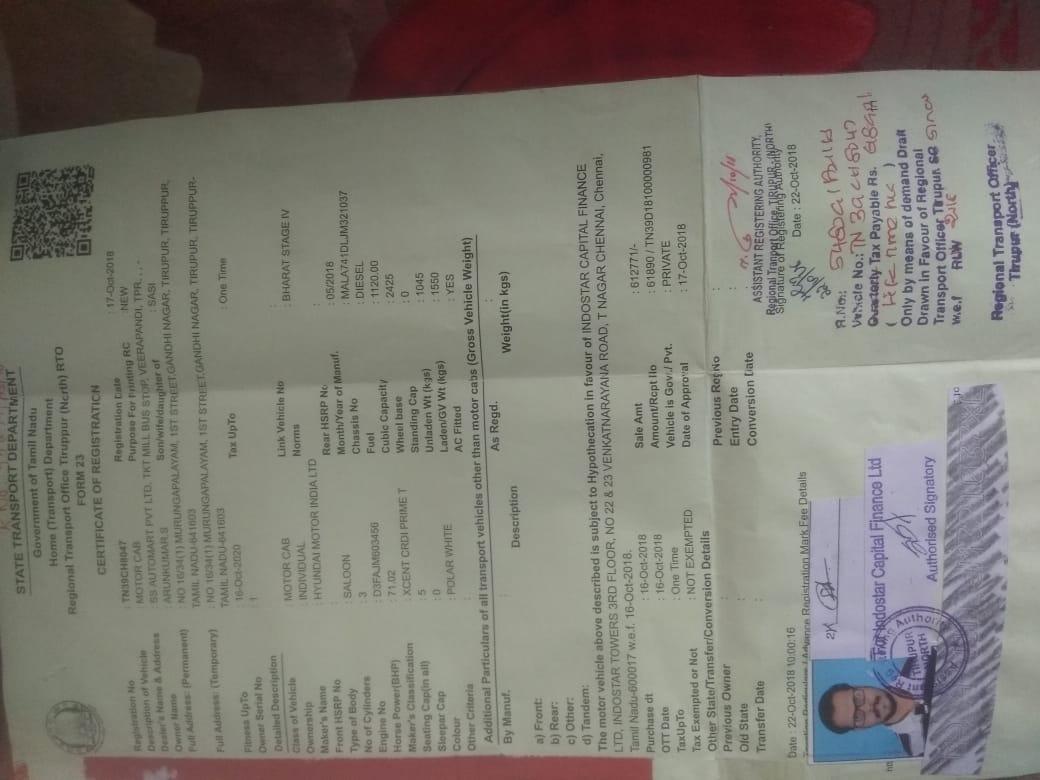 STATE TRANSPORT DEPARTMENT
Government of Tamil Nadu
Home (Transport) Department
Regional Transport Office Tiruppur (North) RTO
FORM 23
CERTIFICATE OF REGISTRATION
Registration No : TN39CH8047 Registration Date : 17-Oct-2018
Description of Vehicle : MOTOR CAB Purpose For Printing RC : NEW
Dealer's Name & Address : SS AUTOMART PVT LTD, TKT MILL BUS STOP, VEERAPANDI, TPR, , -
Owner Name : ARUNKUMAR S Son/wife/daughter of : SASI
Full Address: (Permanent) : NO 16/34(1) MURUNGAPALAYAM, 1ST STREET,GANDHI NAGAR, TIRUPUR, TIRUPPUR,
TAMIL NADU-641603
Full Address: (Temporary) : NO 16/34(1) MURUNGAPALAYAM, 1ST STREET,GANDHI NAGAR, TIRUPUR, TIRUPPUR-
TAMIL NADU-641603
Fitness UpTo : 16-Oct-2020 Tax UpTo : One Time
Owner Serial No : 1
Detailed Description Link Vehicle No :
Class of Vehicle : MOTOR CAB Norms : BHARAT STAGE IV
Ownership : INDIVIDUAL
Maker's Name : HYUNDAI MOTOR INDIA LTD Rear HSRP No :
Front HSRP No : Month/Year of Manuf. : 05/2018
Type of Body : SALOON Chassis No : MALA741DLJM321037
No of Cylinders : 3 Fuel : DIESEL
Engine No : D3FAJM603456 Cubic Capacity : 1120.00
Horse Power(BHP) : 71.02 Wheel base : 2425
Maker's Classification : XCENT CRDI PRIME T Standing Cap : 0
Seating Cap(in all) : 5 Unladen Wt (kgs) : 1045
Sleeper Cap : 0 Laden/GV Wt (kgs) : 1550
Colour : POLAR WHITE AC Fitted : YES
Other Criteria :
Additional Particulars of all transport vehicles other than motor cabs (Gross Vehicle Weight)
By Manuf. : As Regd. :
Description Weight(in kgs)
a) Front:
b) Rear:
c) Other:
d) Tandem:
The motor vehicle above described is subject to Hypothecation in favour of INDOSTAR CAPITAL FINANCE
LTD, INDOSTAR TOWERS 3RD FLOOR, NO 22 & 23 VENKATNARAYANA ROAD, T NAGAR CHENNAI, Chennai,
Tamil Nadu-600017 w.e.f. 16-Oct-2018.
Purchase dt : 16-Oct-2018 Sale Amt : 612771/-
OTT Date : 16-Oct-2018 Amount/Rcpt No : 61890 / TN39D18100000981
TaxUpTo : One Time Vehicle is Govt./ Pvt. : PRIVATE
Tax Exempted or Not : NOT EXEMPTED Date of Approval : 17-Oct-2018
Other State/Transfer/Conversion Details
Previous Owner : Previous Reg No :
Old State : Entry Date :
Transfer Date : Conversion Date :
ASSISTANT REGISTERING AUTHORITY,
Regional Transport Office, TIRUPUR - (NORTH)
Signature of Registering Authority
Date : 22-Oct-2018 10:00:16 Date : 22-Oct-2018
Advance Registration Mark Fee Details
For Indostar Capital Finance Ltd
Authorised Signatory
TIRUPUR
NORTH
R.No.:
Vehicle No.: TN
Quarterly Tax Payable Rs.
( Life Time )
Only by means of demand Draft
Drawn in Favour of Regional
Transport Officer Tirupur.
w.e.f
Regional Transport Officer
Tirupur (North)